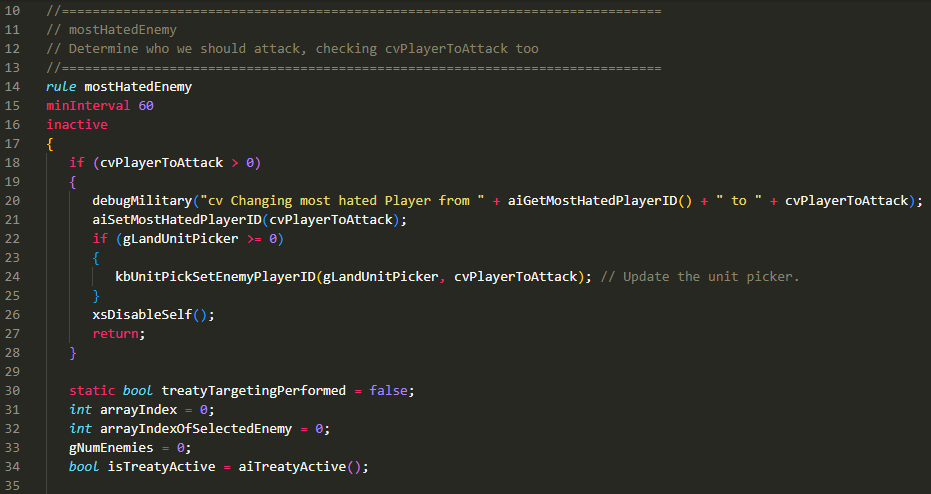 10 //==============================================================================
11 // mostHatedEnemy
12 // Determine who we should attack, checking cvPlayerToAttack too
13 //==============================================================================
14 rule mostHatedEnemy
15 minInterval 60
16 inactive
17 {
18    if (cvPlayerToAttack > 0)
19    {
20       debugMilitary("cv Changing most hated Player from " + aiGetMostHatedPlayerID() + " to " + cvPlayerToAttack);
21       aiSetMostHatedPlayerID(cvPlayerToAttack);
22       if (gLandUnitPicker >= 0)
23       {
24          kbUnitPickSetEnemyPlayerID(gLandUnitPicker, cvPlayerToAttack); // Update the unit picker.
25       }
26       xsDisableSelf();
27       return;
28    }
29
30    static bool treatyTargetingPerformed = false;
31    int arrayIndex = 0;
32    int arrayIndexOfSelectedEnemy = 0;
33    gNumEnemies = 0;
34    bool isTreatyActive = aiTreatyActive();
35